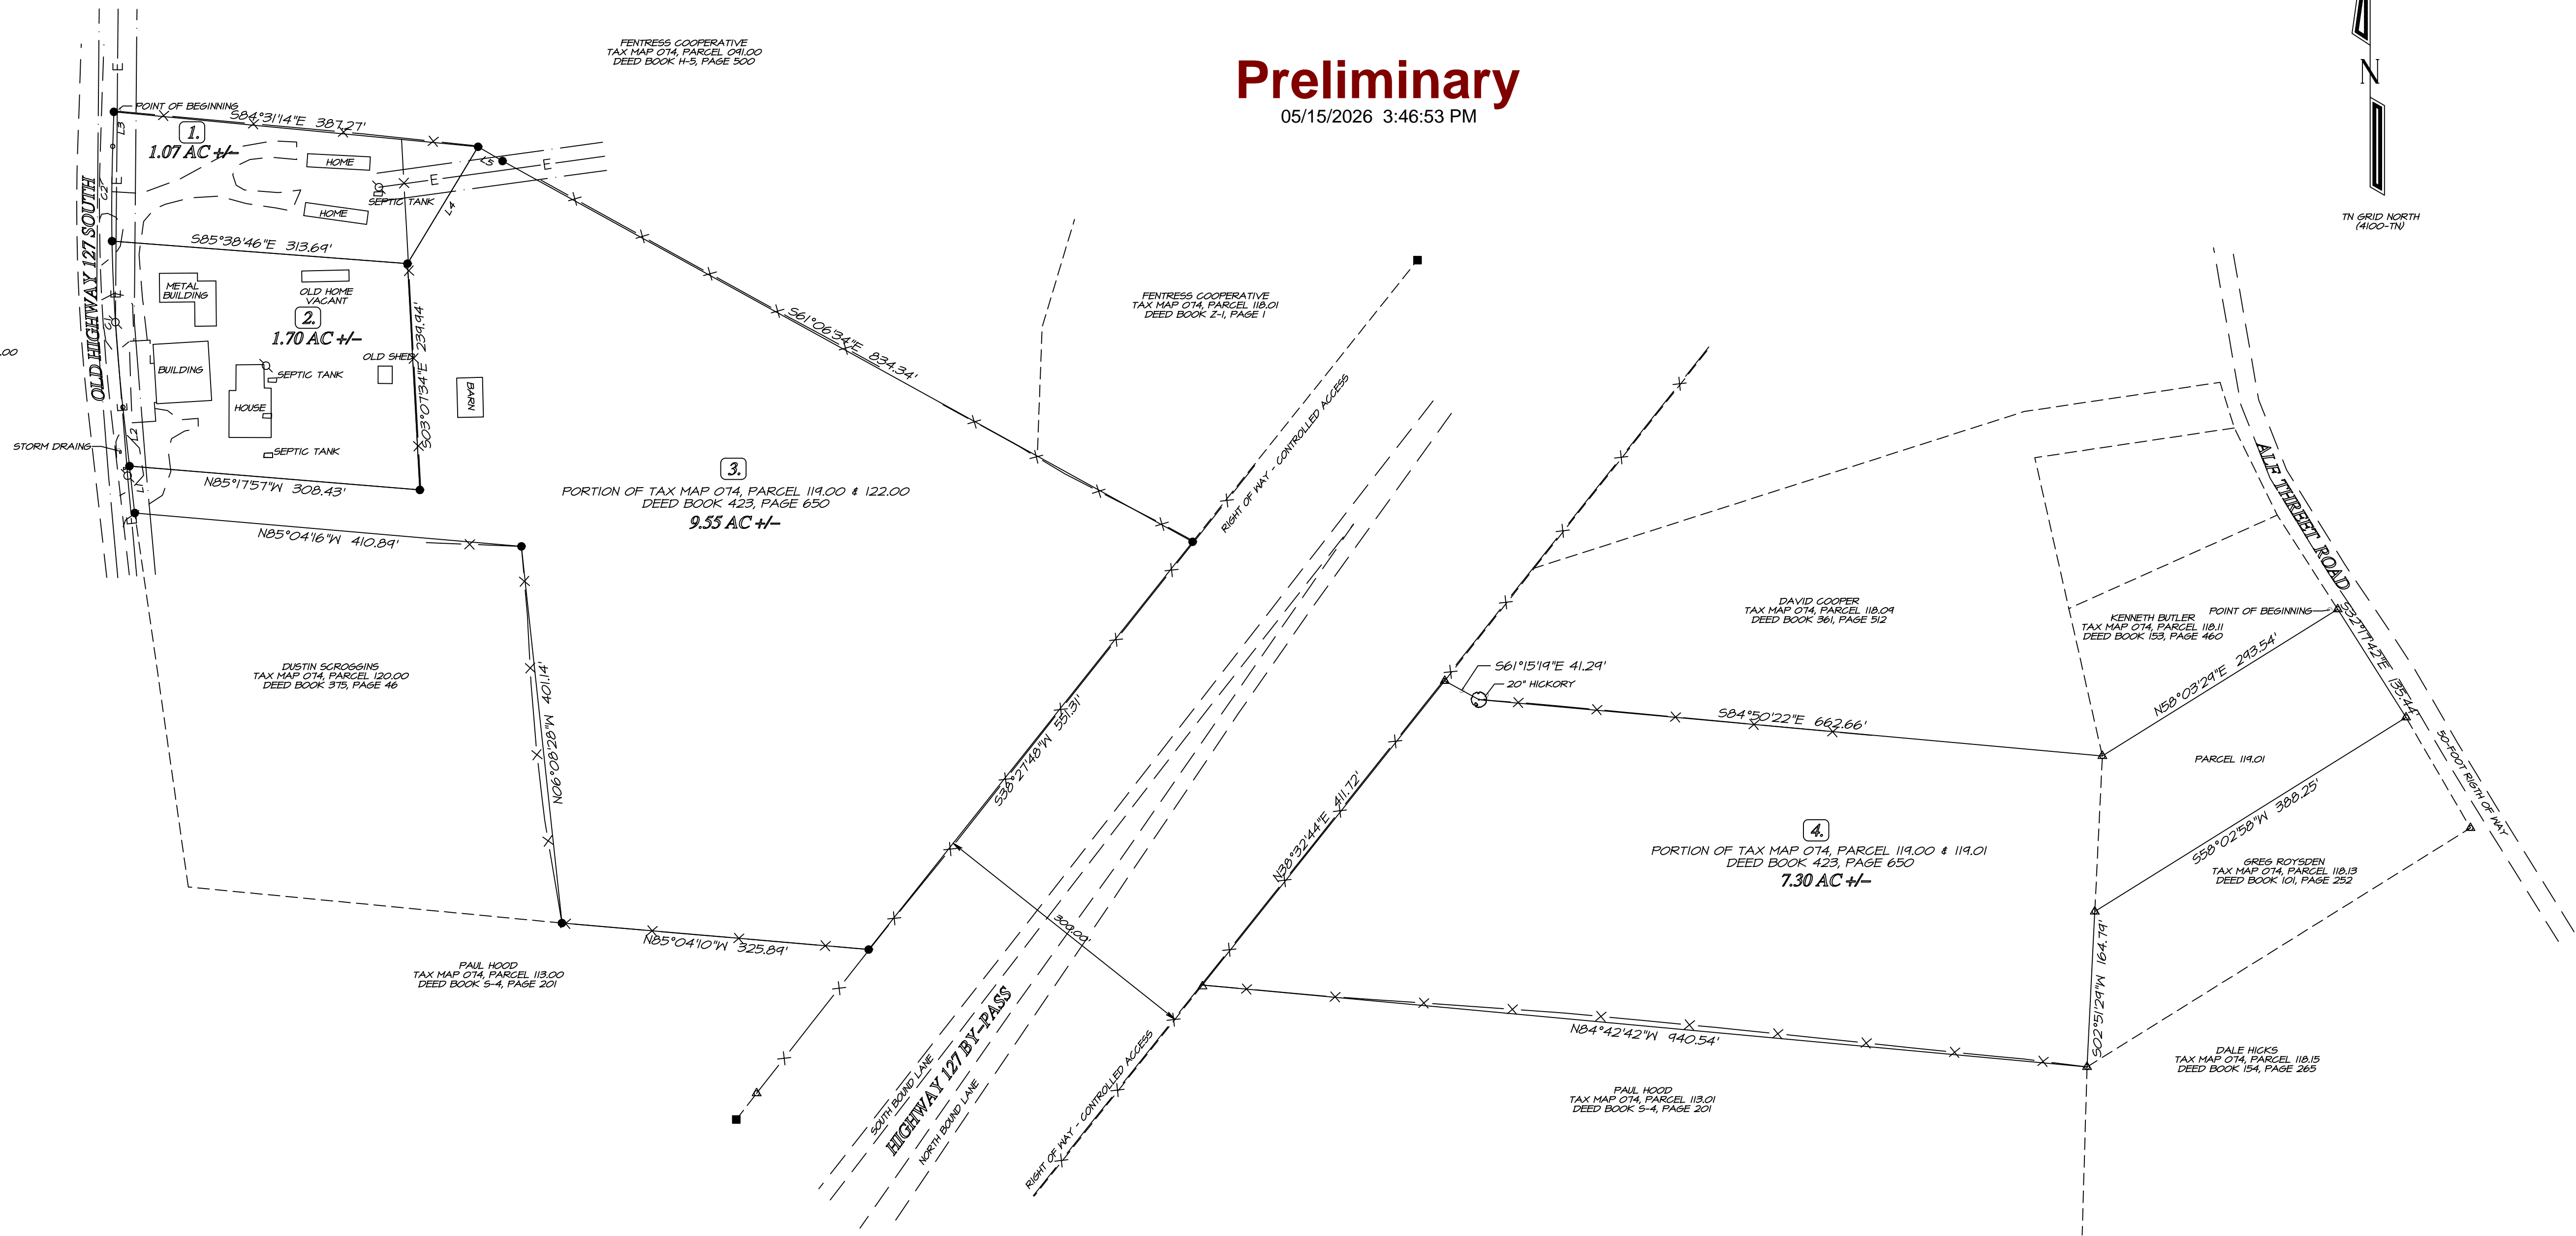 FENTRESS COOPERATIVE
TAX MAP 074, PARCEL 091.00
DEED BOOK H-5, PAGE 500
Preliminary
05/15/2026 3:46:53 PM
N
TN GRID NORTH
(4100-TN)
POINT OF BEGINNING
S84°31'14"E 387.27'
1.
1.07 AC +/-
L3
E
E
C2
HOME
HOME
E
E
L5
L4
SEPTIC TANK
OLD HIGHWAY 127 SOUTH
S85°38'46"E 313.69'
METAL
BUILDING
OLD HOME
VACANT
2.
1.70 AC +/-
E
C1
.00
BUILDING
HOUSE
SEPTIC TANK
OLD SHED
S03°07'34"E 239.94'
BARN
E
L2
STORM DRAINS
SEPTIC TANK
L1
E
N85°17'57"W 308.43'
N85°04'16"W 410.89'
S61°06'34"E 834.34'
FENTRESS COOPERATIVE
TAX MAP 074, PARCEL 118.01
DEED BOOK Z-1, PAGE 1
3.
PORTION OF TAX MAP 074, PARCEL 119.00 & 122.00
DEED BOOK 423, PAGE 650
9.55 AC +/-
RIGHT OF WAY - CONTROLLED ACCESS
DUSTIN SCROGGINS
TAX MAP 074, PARCEL 120.00
DEED BOOK 375, PAGE 46
N06°08'28"W 401.14'
S38°27'48"W 551.31'
N85°04'10"W 325.89'
PAUL HOOD
TAX MAP 074, PARCEL 113.00
DEED BOOK S-4, PAGE 201
309.09'
SOUTH BOUND LANE
HIGHWAY 127 BY-PASS
NORTH BOUND LANE
RIGHT OF WAY - CONTROLLED ACCESS
N38°32'44"E 411.72'
S61°15'19"E 41.29'
20" HICKORY
S84°50'22"E 662.66'
DAVID COOPER
TAX MAP 074, PARCEL 118.09
DEED BOOK 361, PAGE 512
ALF THREET ROAD
KENNETH BUTLER
TAX MAP 074, PARCEL 118.11
DEED BOOK 153, PAGE 460
POINT OF BEGINNING
S32°17'42"E 135.44'
N58°03'29"E 293.54'
PARCEL 119.01
50-FOOT RIGTH OF WAY
S58°02'58"W 388.25'
4.
PORTION OF TAX MAP 074, PARCEL 119.00 & 119.01
DEED BOOK 423, PAGE 650
7.30 AC +/-
GREG ROYSDEN
TAX MAP 074, PARCEL 118.13
DEED BOOK 101, PAGE 252
S02°51'29"W 164.79'
N84°42'42"W 940.54'
DALE HICKS
TAX MAP 074, PARCEL 118.15
DEED BOOK 154, PAGE 265
PAUL HOOD
TAX MAP 074, PARCEL 113.01
DEED BOOK S-4, PAGE 201